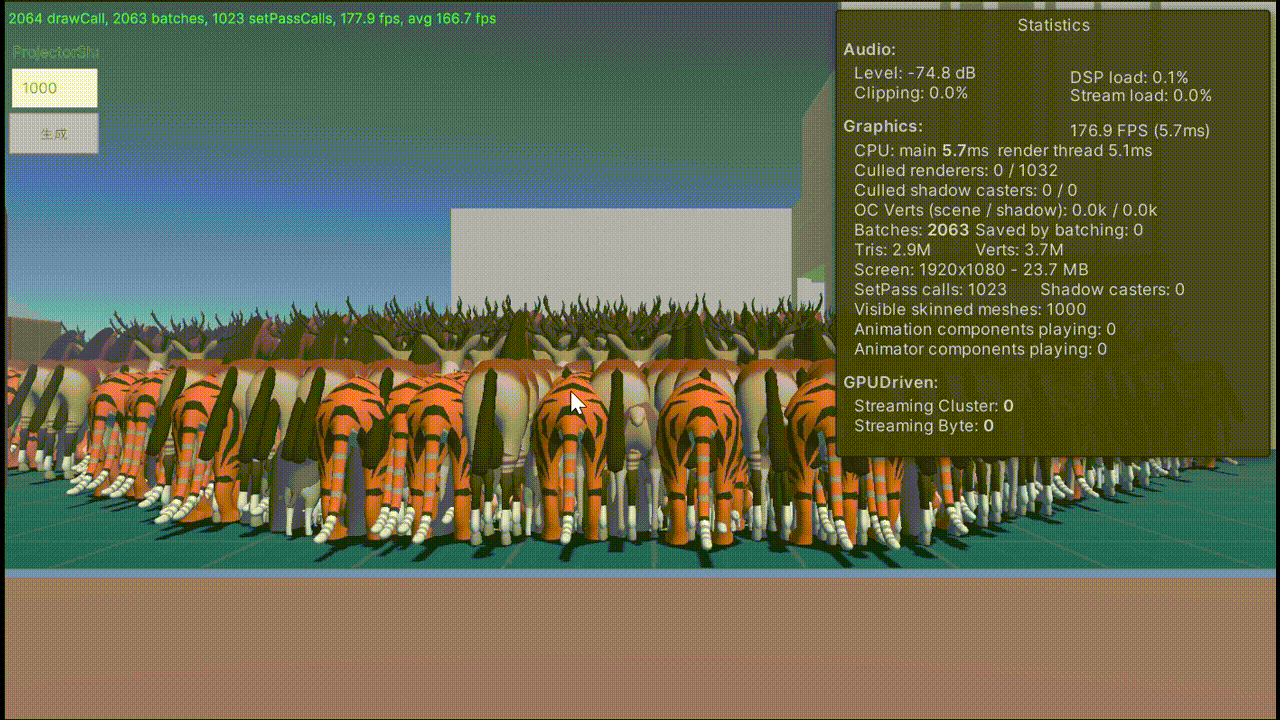 2064 drawCall, 2063 batches, 1023 setPassCalls, 177.9 fps, avg 166.7 fps
1000
生成
Statistics
Audio:
Level: -74.8 dB
DSP load: 0.1%
Clipping: 0.0%
Stream load: 0.0%
Graphics:
176.9 FPS (5.7ms)
CPU: main 5.7ms render thread 5.1ms
Culled renderers: 0 / 1032
Culled shadow casters: 0 / 0
OC Verts (scene / shadow): 0.0k / 0.0k
Batches: 2063 Saved by batching: 0
Tris: 2.9M Verts: 3.7M
Screen: 1920x1080 - 23.7 MB
SetPass calls: 1023 Shadow casters: 0
Visible skinned meshes: 1000
Animation components playing: 0
Animator components playing: 0
GPUDriven:
Streaming Cluster: 0
Streaming Byte: 0